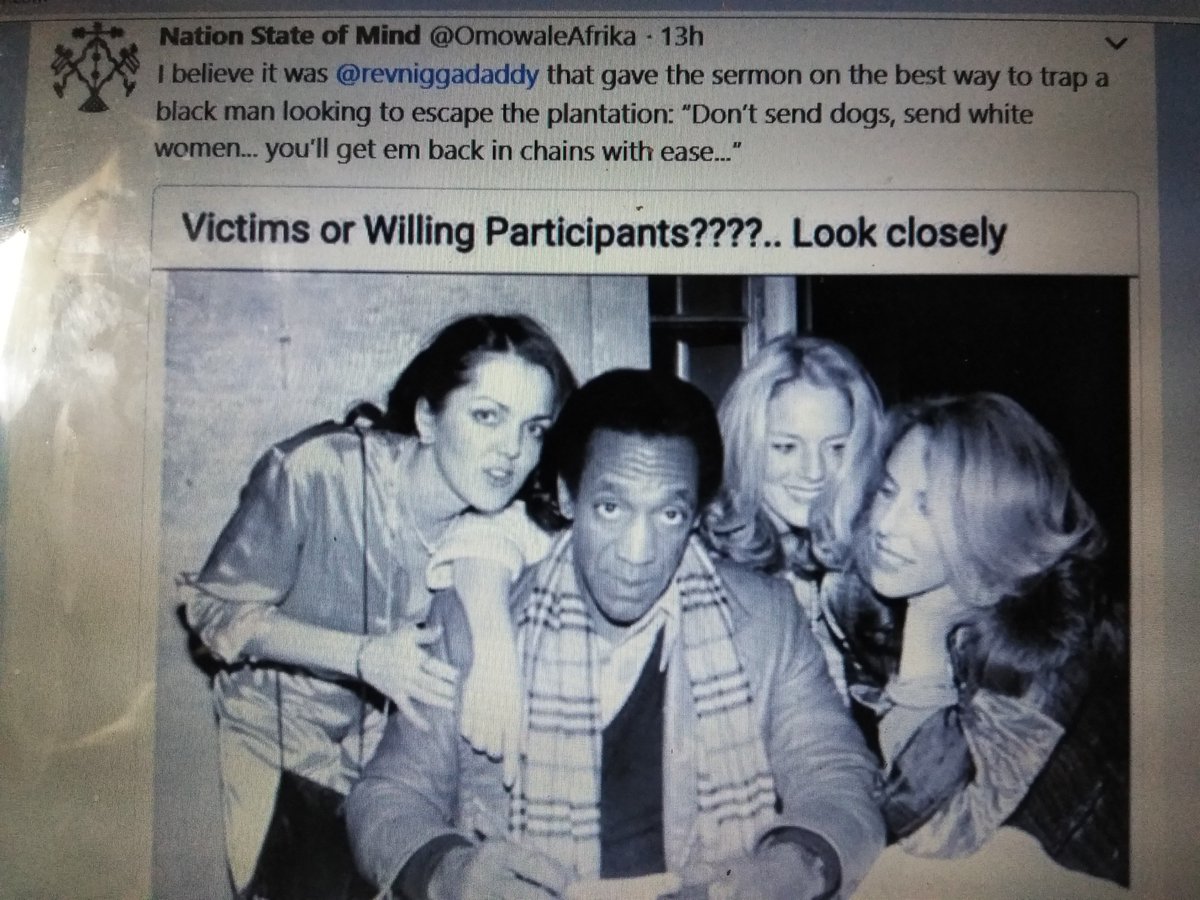 Nation State of Mind @OmowaleAfrika · 13h
I believe it was @revniggadaddy that gave the sermon on the best way to trap a
black man looking to escape the plantation: "Don't send dogs, send white
women... you'll get em back in chains with ease..."
Victims or Willing Participants????.. Look closely